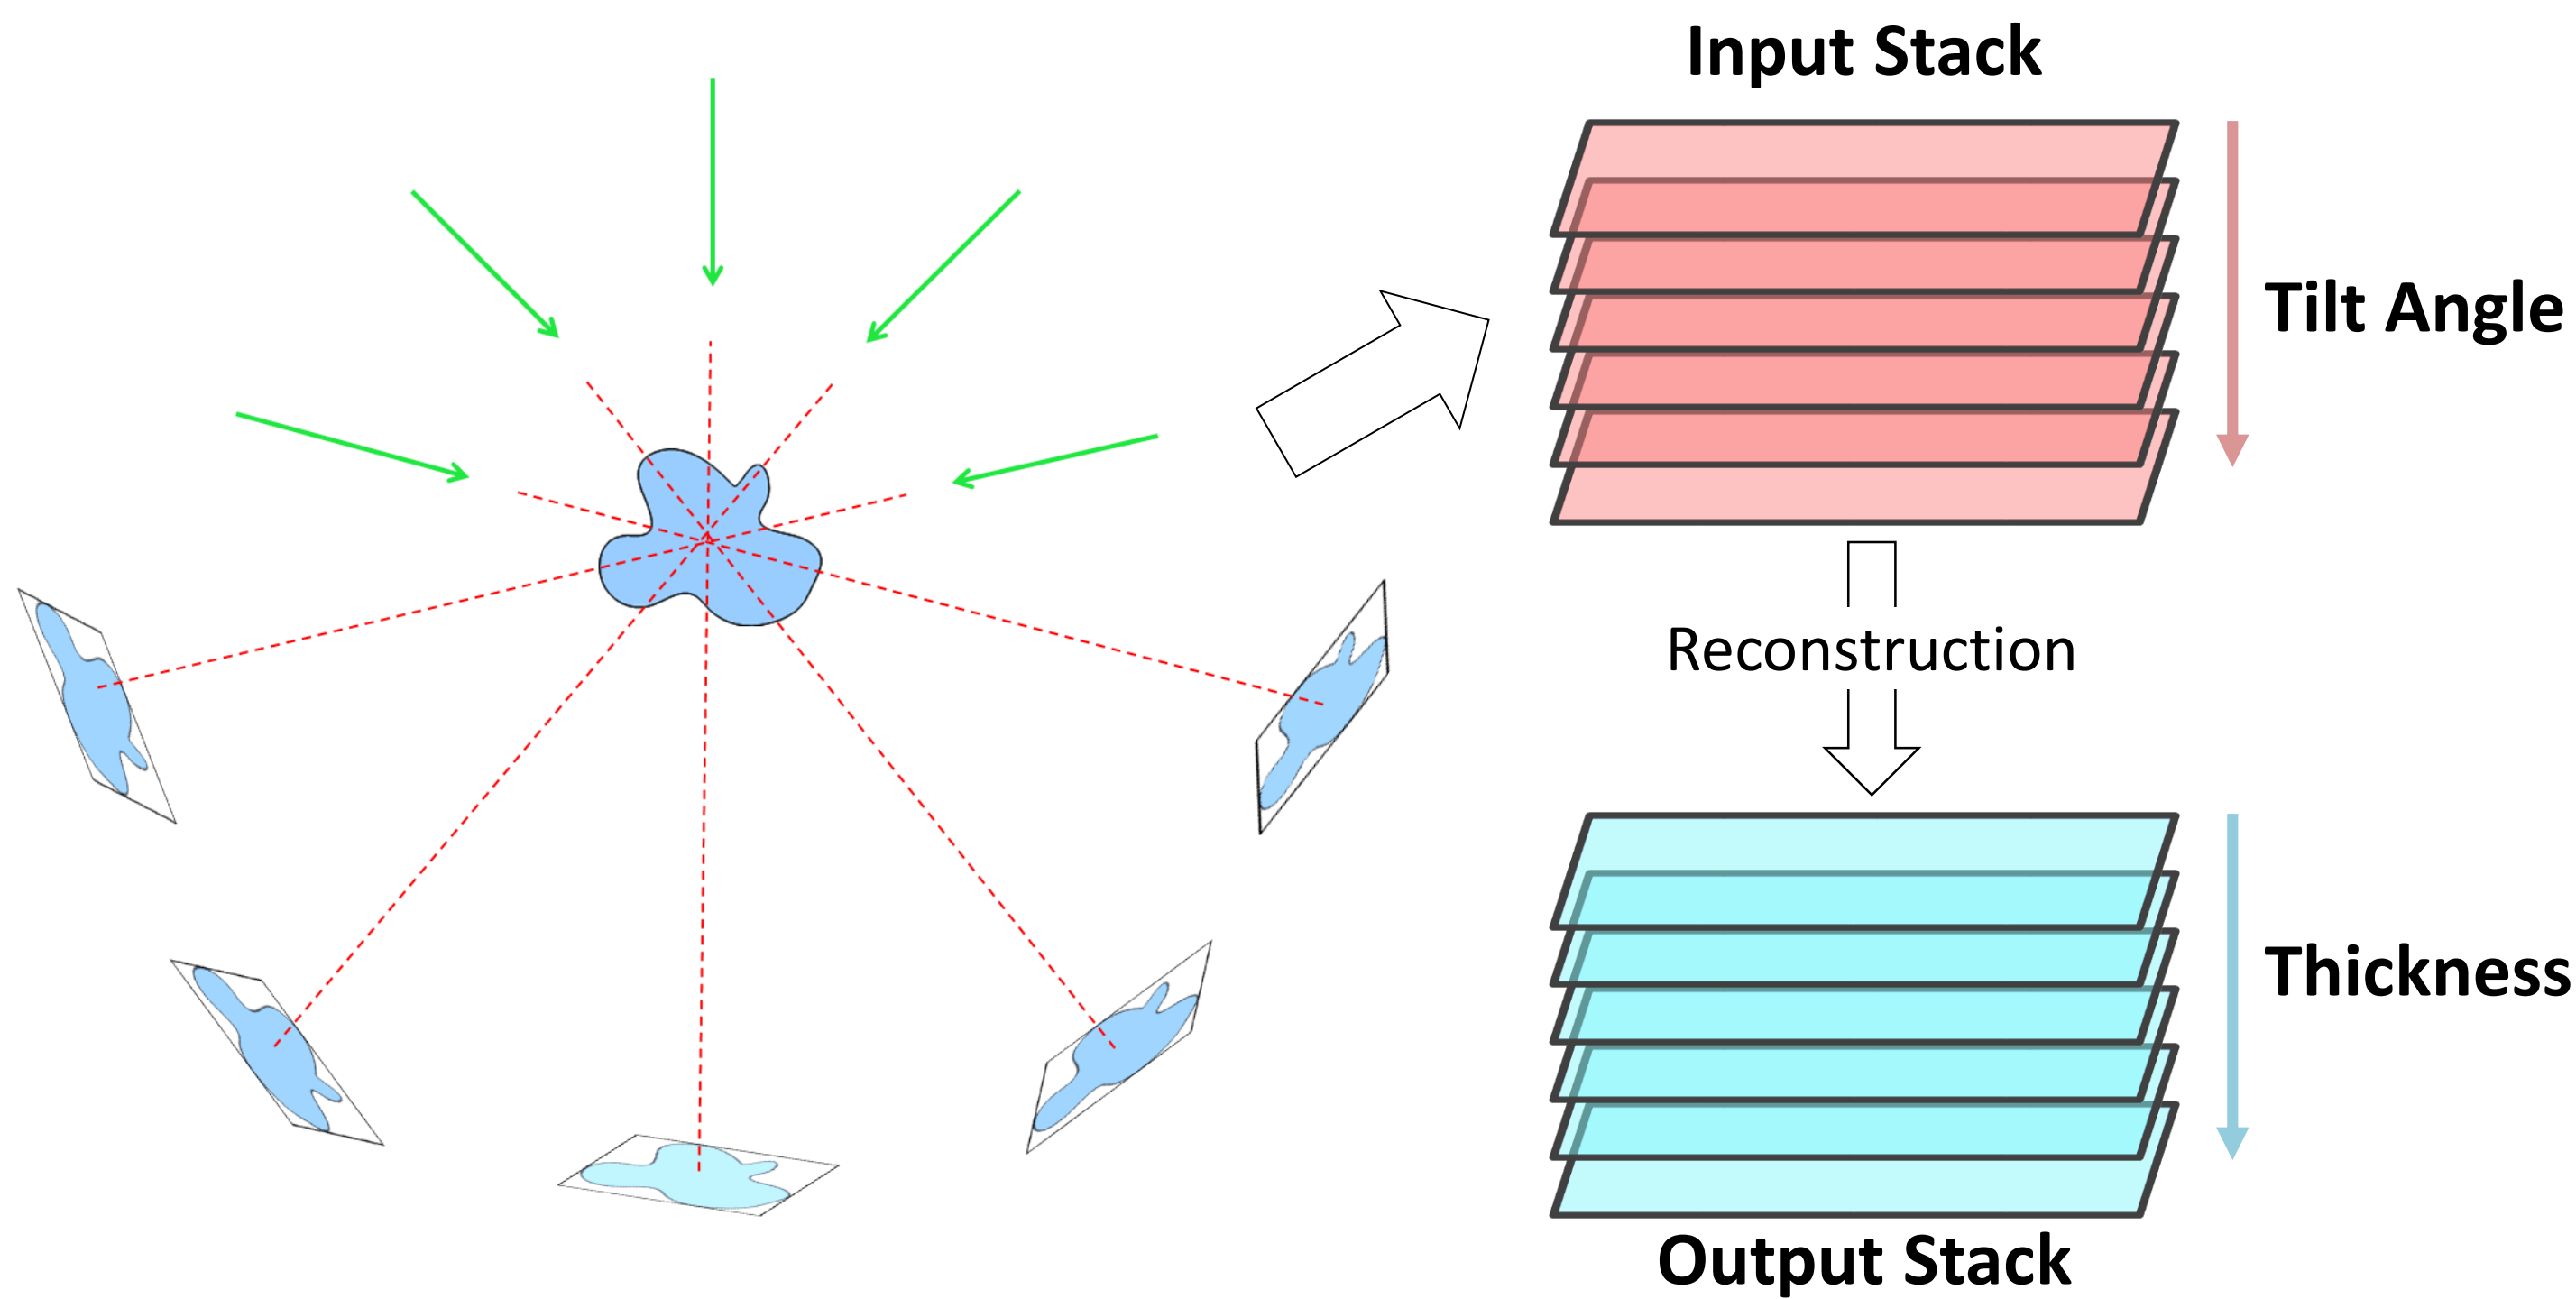 Input Stack
Tilt Angle
Reconstruction
Thickness
Output Stack